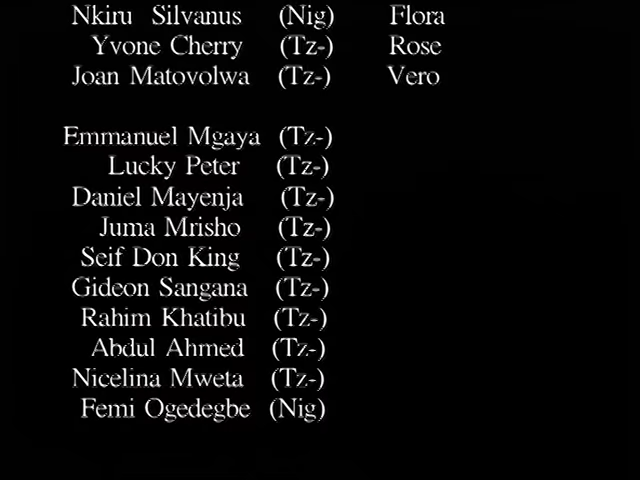 Nkiru Silvanus (Nig) Flora
Yvone Cherry (Tz-) Rose
Joan Matovolwa (Tz-) Vero
Emmanuel Mgaya (Tz-)
Lucky Peter (Tz-)
Daniel Mayenja (Tz-)
Juma Mrisho (Tz-)
Seif Don King (Tz-)
Gideon Sangana (Tz-)
Rahim Khatibu (Tz-)
Abdul Ahmed (Tz-)
Nicelina Mweta (Tz-)
Femi Ogedegbe (Nig)